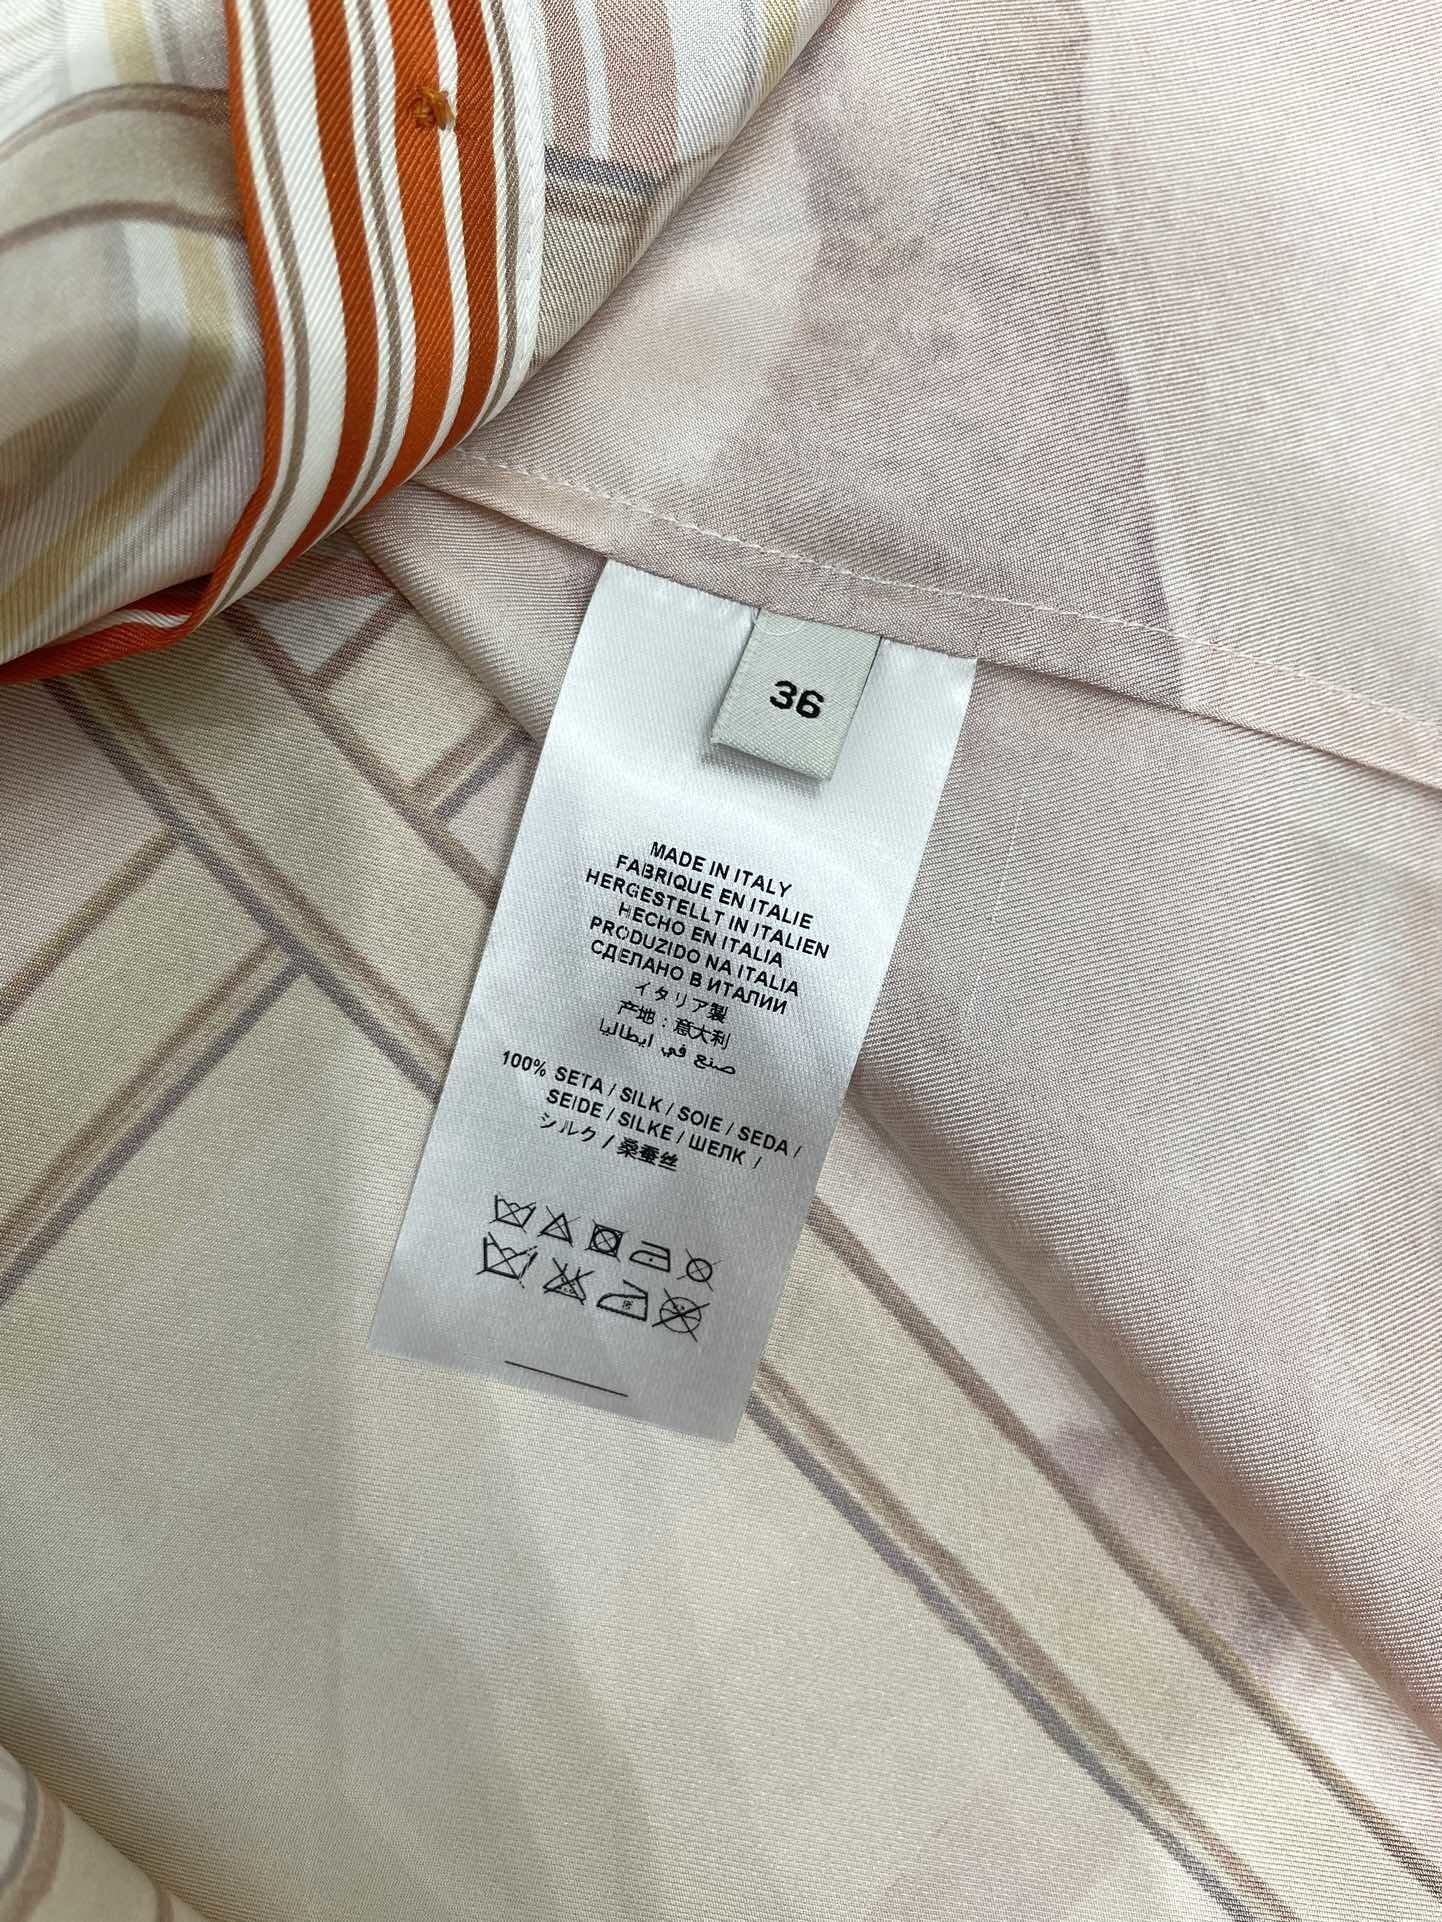 36
MADE IN ITALY
FABRIQUE EN ITALIE
HERGESTELLT IN ITALIEN
HECHO EN ITALIA
PRODUZIDO NA ITALIA
СДЕЛАНО В ИТАЛИИ
イタリア製
产地：意大利
صنع في ايطاليا
100% SETA / SILK / SOIE / SEDA /
SEIDE / SILKE / ШЕЛК /
シルク / 桑蚕丝